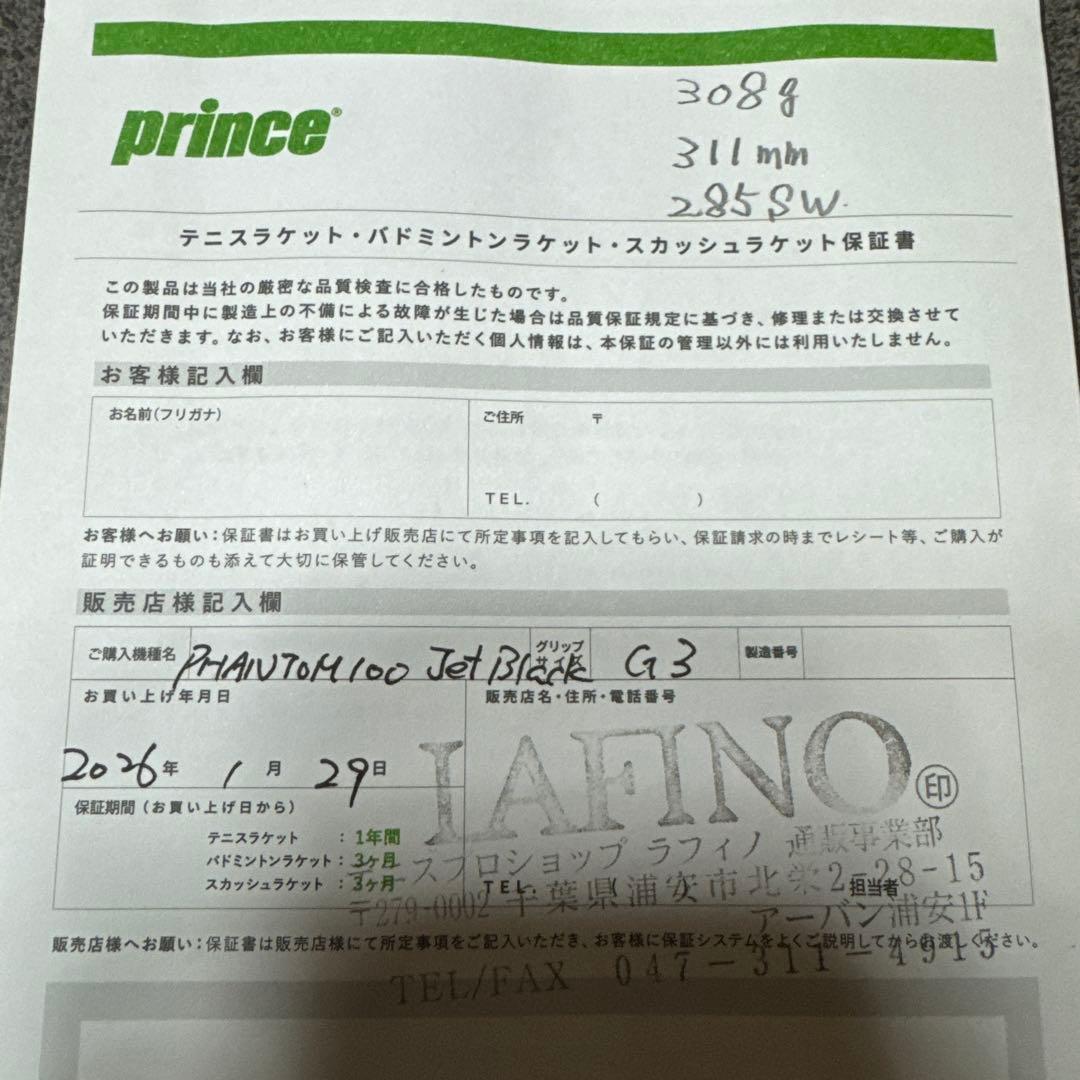 prince®
308g
311mm
285SW.
テニスラケット・バドミントンラケット・スカッシュラケット保証書
この製品は当社の厳密な品質検査に合格したものです。
保証期間中に製造上の不備による故障が生じた場合は品質保証規定に基づき、修理または交換させて
いただきます。なお、お客様にご記入いただく個人情報は、本保証の管理以外には利用いたしません。
お客様記入欄
お名前(フリガナ)
ご住所 〒
TEL. ( )
お客様へお願い:保証書はお買い上げ販売店にて所定事項を記入してもらい、保証請求の時までレシート等、ご購入が
証明できるものも添えて大切に保管してください。
販売店様記入欄
ご購入機種名 PHANTOM100 Jet Black グリップサイズ G3 製造番号
お買い上げ年月日
2026年 1月 29日
保証期間(お買い上げ日から)
テニスラケット :1年間
バドミントンラケット:3ヶ月
スカッシュラケット :3ヶ月
販売店名・住所・電話番号
LAFINO
印
テニスプロショップ ラフィノ 通販事業部
〒279-0002 千葉県浦安市北栄2-28-15
アーバン浦安1F
TEL/FAX 047-311-4915
TEL. ( )
担当者
販売店様へお願い:保証書は販売店様にて所定事項をご記入いただき、お客様に保証システムをよくご説明してからお渡しください。